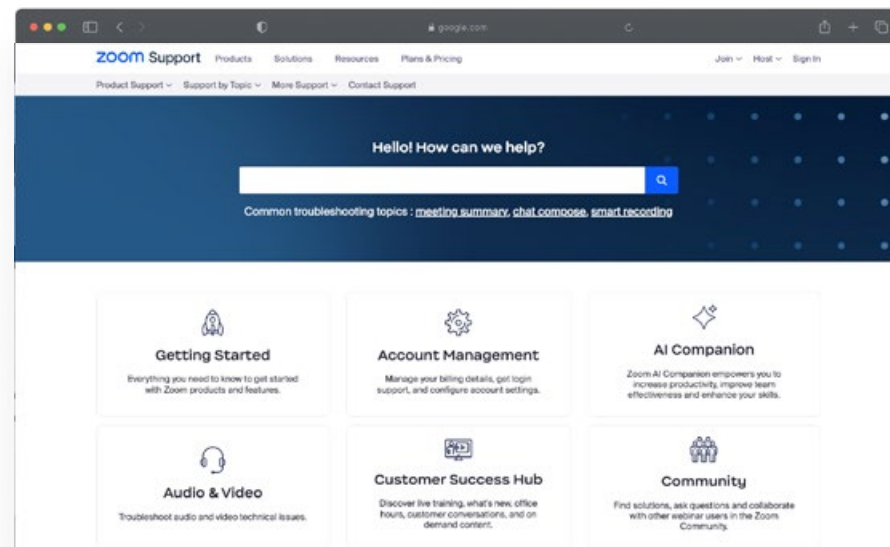 google.com
zoom Support Products Solutions Resources Plans & Pricing Join Host Sign In
Product Support Support by Topic More Support Contact Support
Hello! How can we help?
Common troubleshooting topics : meeting summary, chat compose, smart recording
Getting Started
Everything you need to know to get started
with Zoom products and features.
Account Management
Manage your billing details, get login
support, and configure account settings.
AI Companion
Zoom AI Companion empowers you to
increase productivity, improve team
effectiveness and enhance your skills.
Audio & Video
Troubleshoot audio and video technical issues.
Customer Success Hub
Discover live training, what's new, office
hours, customer conversations, and on
demand content.
Community
Find solutions, ask questions and collaborate
with other webinar users in the Zoom
Community.